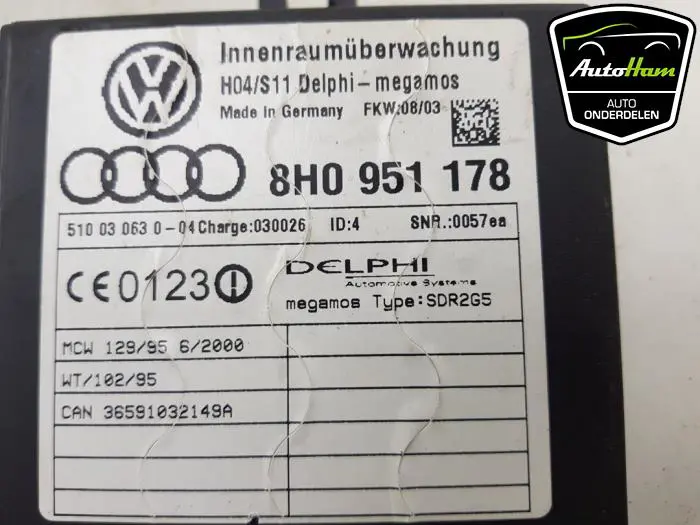 Innenraumüberwachung
H04/S11 Delphi-megamos
Made in Germany FKW:08/03
8H0 951 178
510 03 063 0-04 Charge:030026 ID:4 SNR.:0057ea
CE0123
DELPHI
Automotive Systems
megamos Type:SDR2G5
MCW 129/95 6/2000
WT/102/95
CAN 36591032149A
AutoHam
AUTO
ONDERDELEN